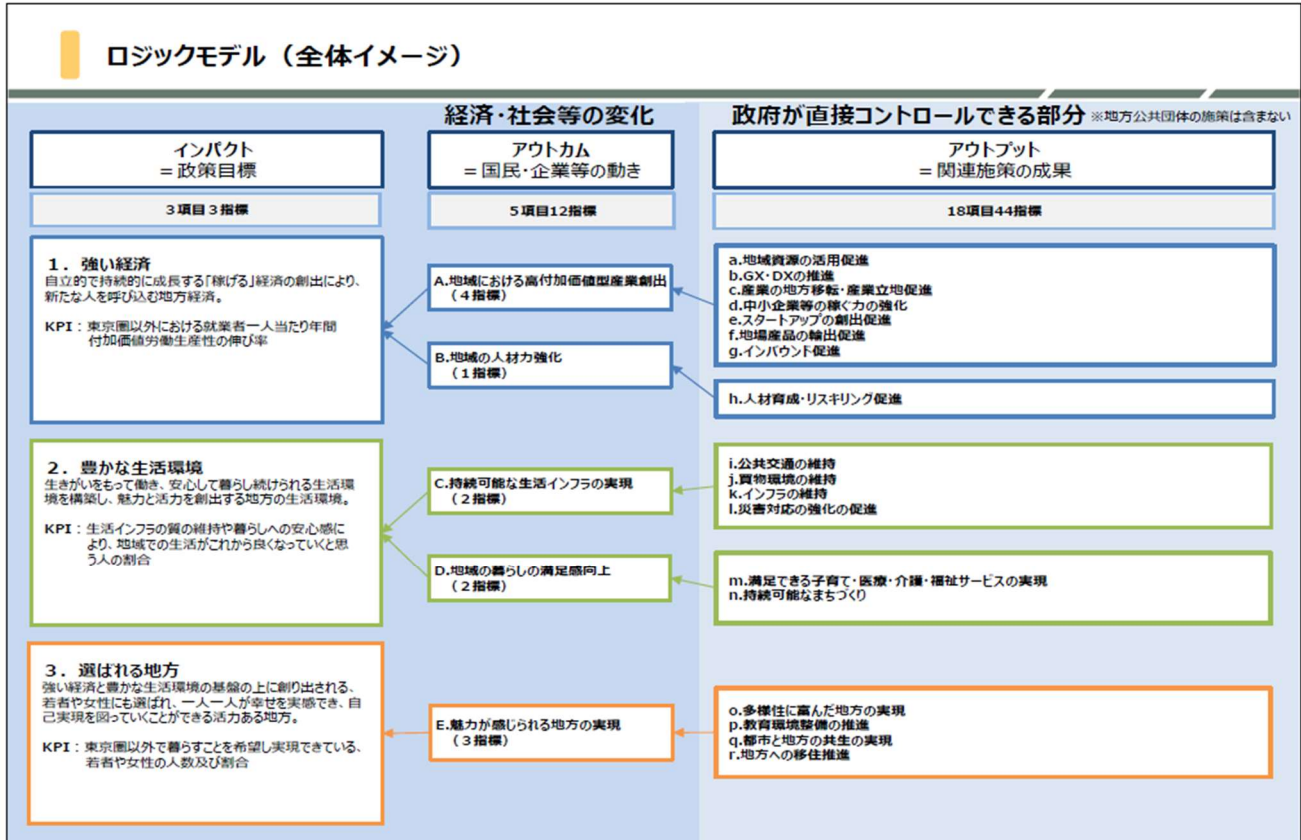 ロジックモデル（全体イメージ）
経済・社会等の変化
政府が直接コントロールできる部分 ※地方公共団体の施策は含まない
インパクト
＝政策目標
アウトカム
＝国民・企業等の動き
アウトプット
＝関連施策の成果
3項目3指標
5項目12指標
18項目44指標
1．強い経済
自立的で持続的に成長する「稼げる」経済の創出により、
新たな人を呼び込む地方経済。
KPI：東京圏以外における就業者一人当たり年間
付加価値労働生産性の伸び率
A.地域における高付加価値型産業創出
（4指標）
B.地域の人材力強化
（1指標）
a.地域資源の活用促進
b.GX・DXの推進
c.産業の地方移転・産業立地促進
d.中小企業等の稼ぐ力の強化
e.スタートアップの創出促進
f.地場産品の輸出促進
g.インバウンド促進
h.人材育成・リスキリング促進
2．豊かな生活環境
生きがいをもって働き、安心して暮らし続けられる生活環
境を構築し、魅力と活力を創出する地方の生活環境。
KPI：生活インフラの質の維持や暮らしへの安心感に
より、地域での生活がこれから良くなっていくと思
う人の割合
C.持続可能な生活インフラの実現
（2指標）
D.地域の暮らしの満足感向上
（2指標）
i.公共交通の維持
j.買物環境の維持
k.インフラの維持
l.災害対応の強化の促進
m.満足できる子育て・医療・介護・福祉サービスの実現
n.持続可能なまちづくり
3．選ばれる地方
強い経済と豊かな生活環境の基盤の上に創り出される、
若者や女性にも選ばれ、一人一人が幸せを実感でき、自
己実現を図っていくことができる活力ある地方。
KPI：東京圏以外で暮らすことを希望し実現できている、
若者や女性の人数及び割合
E.魅力が感じられる地方の実現
（3指標）
o.多様性に富んだ地方の実現
p.教育環境整備の推進
q.都市と地方の共生の実現
r.地方への移住推進